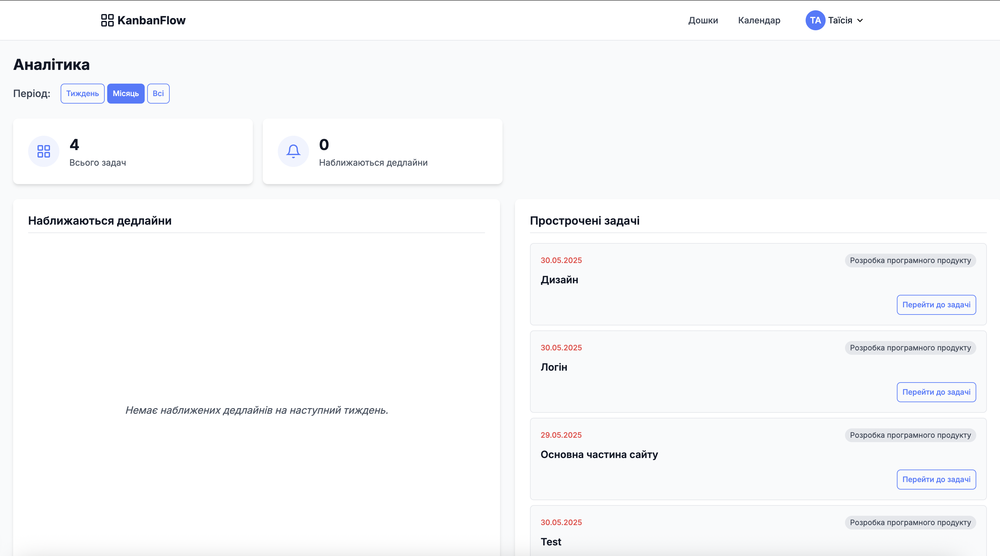 KanbanFlow
Дошки
Календар
TA
Таїсія
Аналітика
Період:
Тиждень
Місяць
Всі
4
Всього задач
0
Наближаються дедлайни
Наближаються дедлайни
Немає наближених дедлайнів на наступний тиждень.
Прострочені задачі
30.05.2025
Розробка програмного продукту
Дизайн
Перейти до задачі
30.05.2025
Розробка програмного продукту
Логін
Перейти до задачі
29.05.2025
Розробка програмного продукту
Основна частина сайту
Перейти до задачі
30.05.2025
Розробка програмного продукту
Test